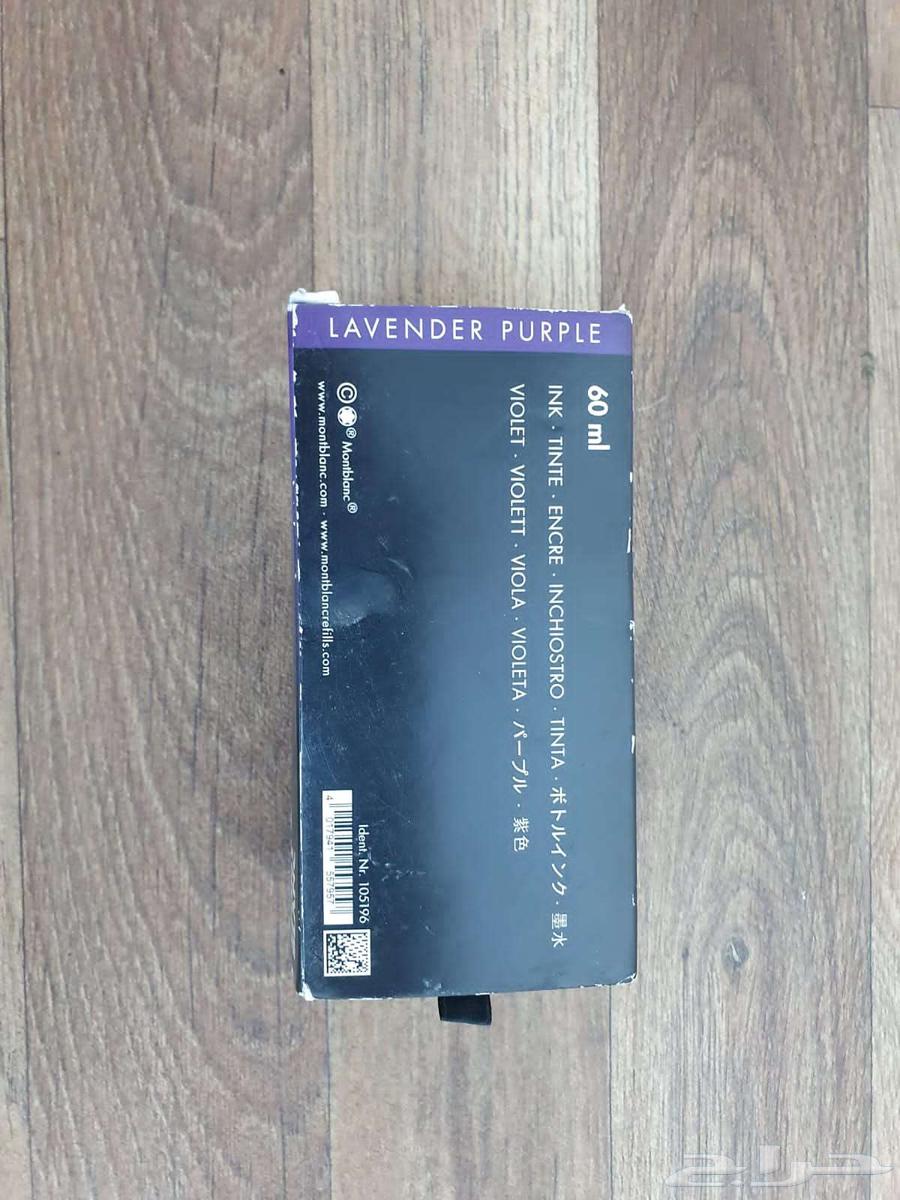 LAVENDER PURPLE
60 ml
INK · TINTE · ENCRE · INCHIOSTRO · TINTA · ボトルインク · 墨水
VIOLET · VIOLETT · VIOLA · VIOLETA · パープル · 紫色
©® Montblanc®
www.montblanc.com · www.montblancrefills.com
Ident. Nr. 105196
4 017941 557957
حراج